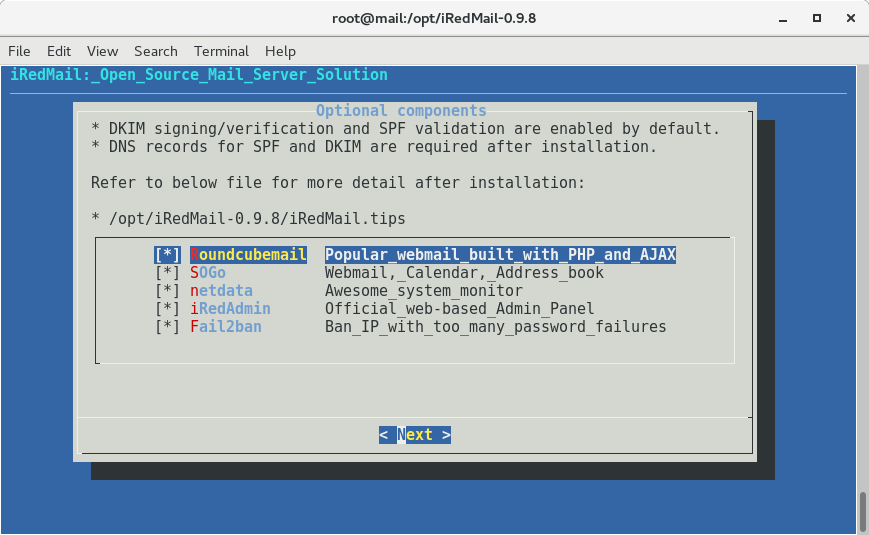 root@mail:/opt/iRedMail-0.9.8
File Edit View Search Terminal Help
iRedMail:_Open_Source_Mail_Server_Solution
Optional components
* DKIM signing/verification and SPF validation are enabled by default.
* DNS records for SPF and DKIM are required after installation.
Refer to below file for more detail after installation:
* /opt/iRedMail-0.9.8/iRedMail.tips
[*] Roundcubemail Popular_webmail_built_with_PHP_and_AJAX
[*] SOGo Webmail,_Calendar,_Address_book
[*] netdata Awesome_system_monitor
[*] iRedAdmin Official_web-based_Admin_Panel
[*] Fail2ban Ban_IP_with_too_many_password_failures
< Next >